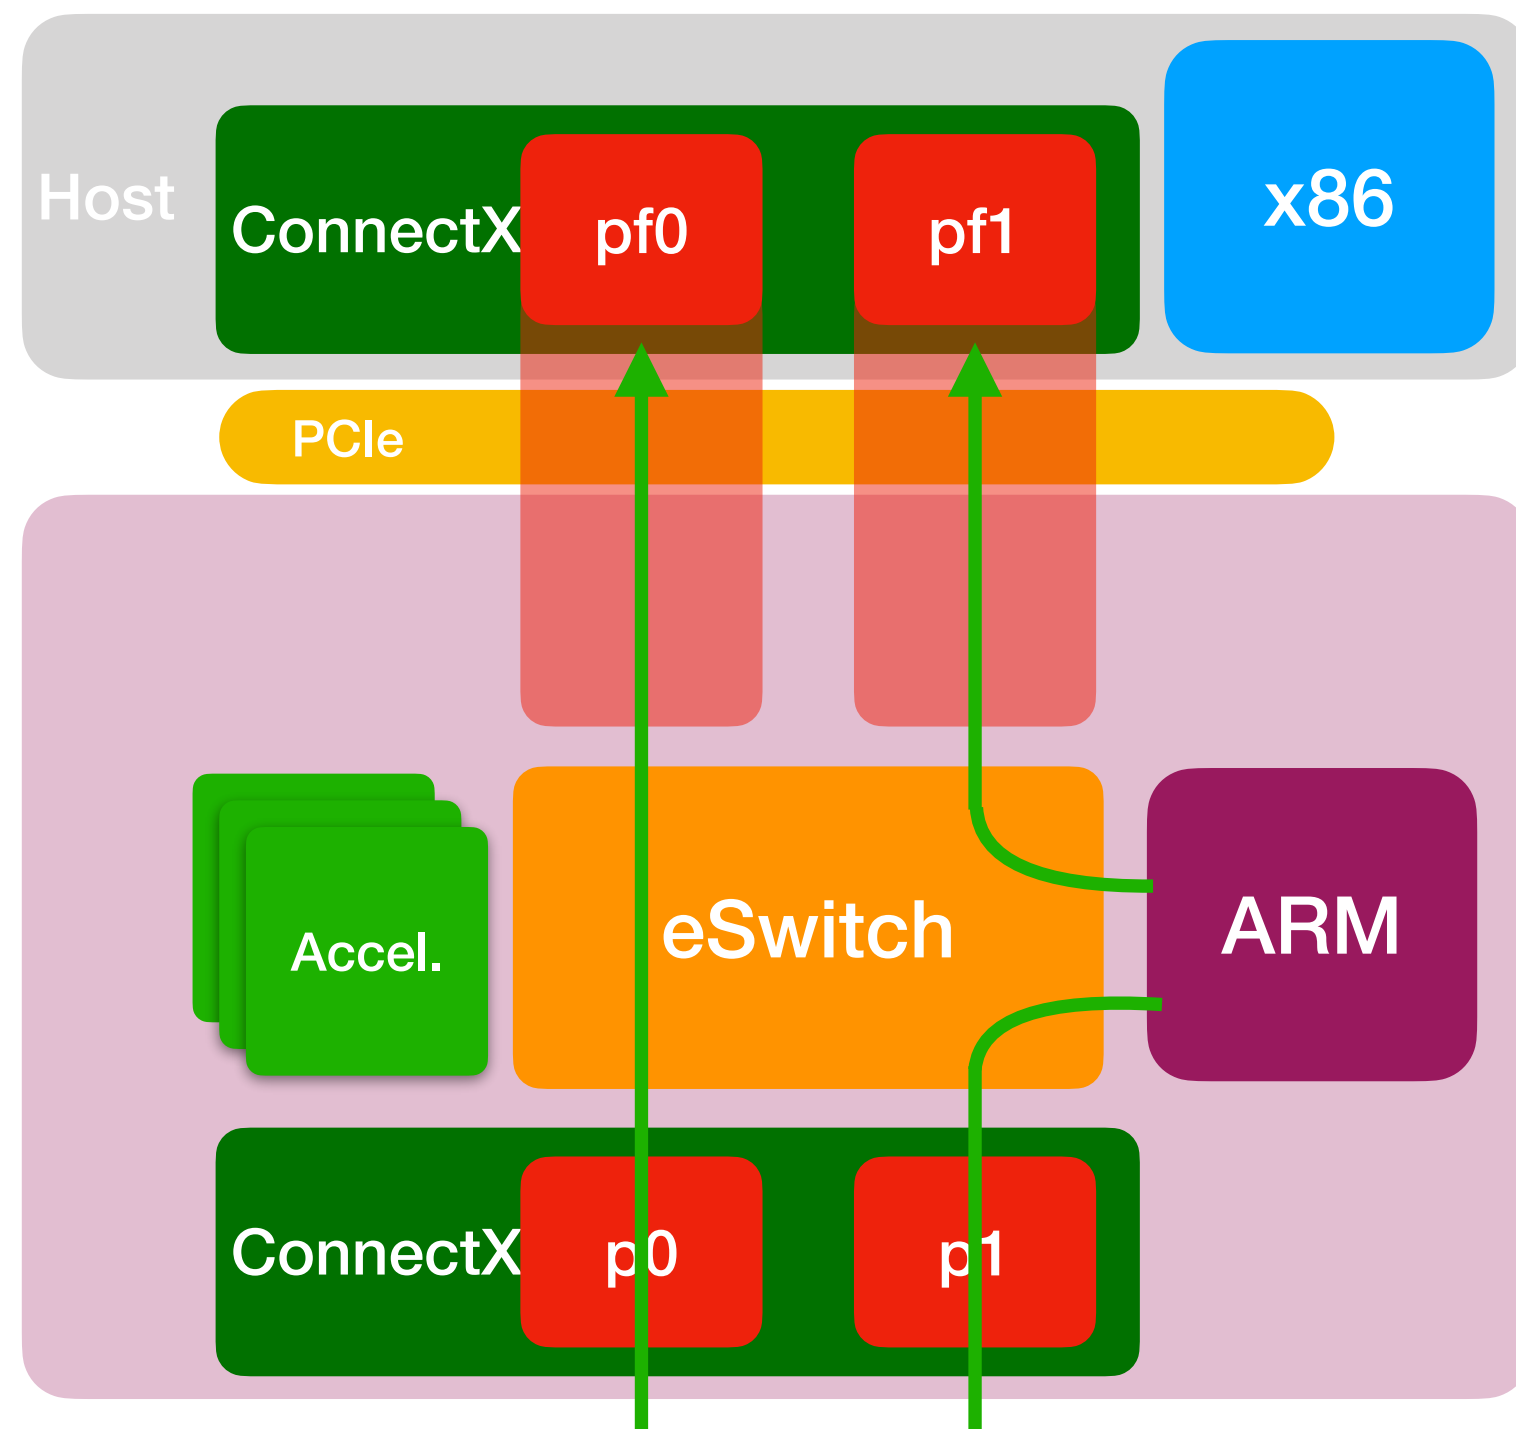 Host
ConnectX
pf0
pf1
x86
PCIe
Accel.
eSwitch
ARM
ConnectX
p0
p1